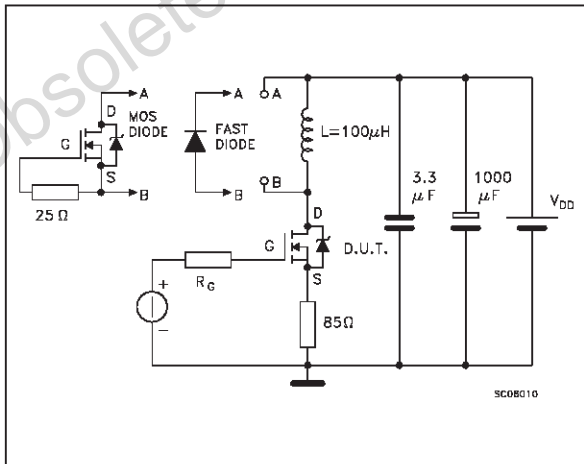 obsolete
A
D
MOS
DIODE
G
S
B
25 Ω
A
FAST
DIODE
B
A
L=100μH
B
D
G
D.U.T.
S
RG
+
-
85Ω
3.3
μF
1000
μF
VDD
SC08010